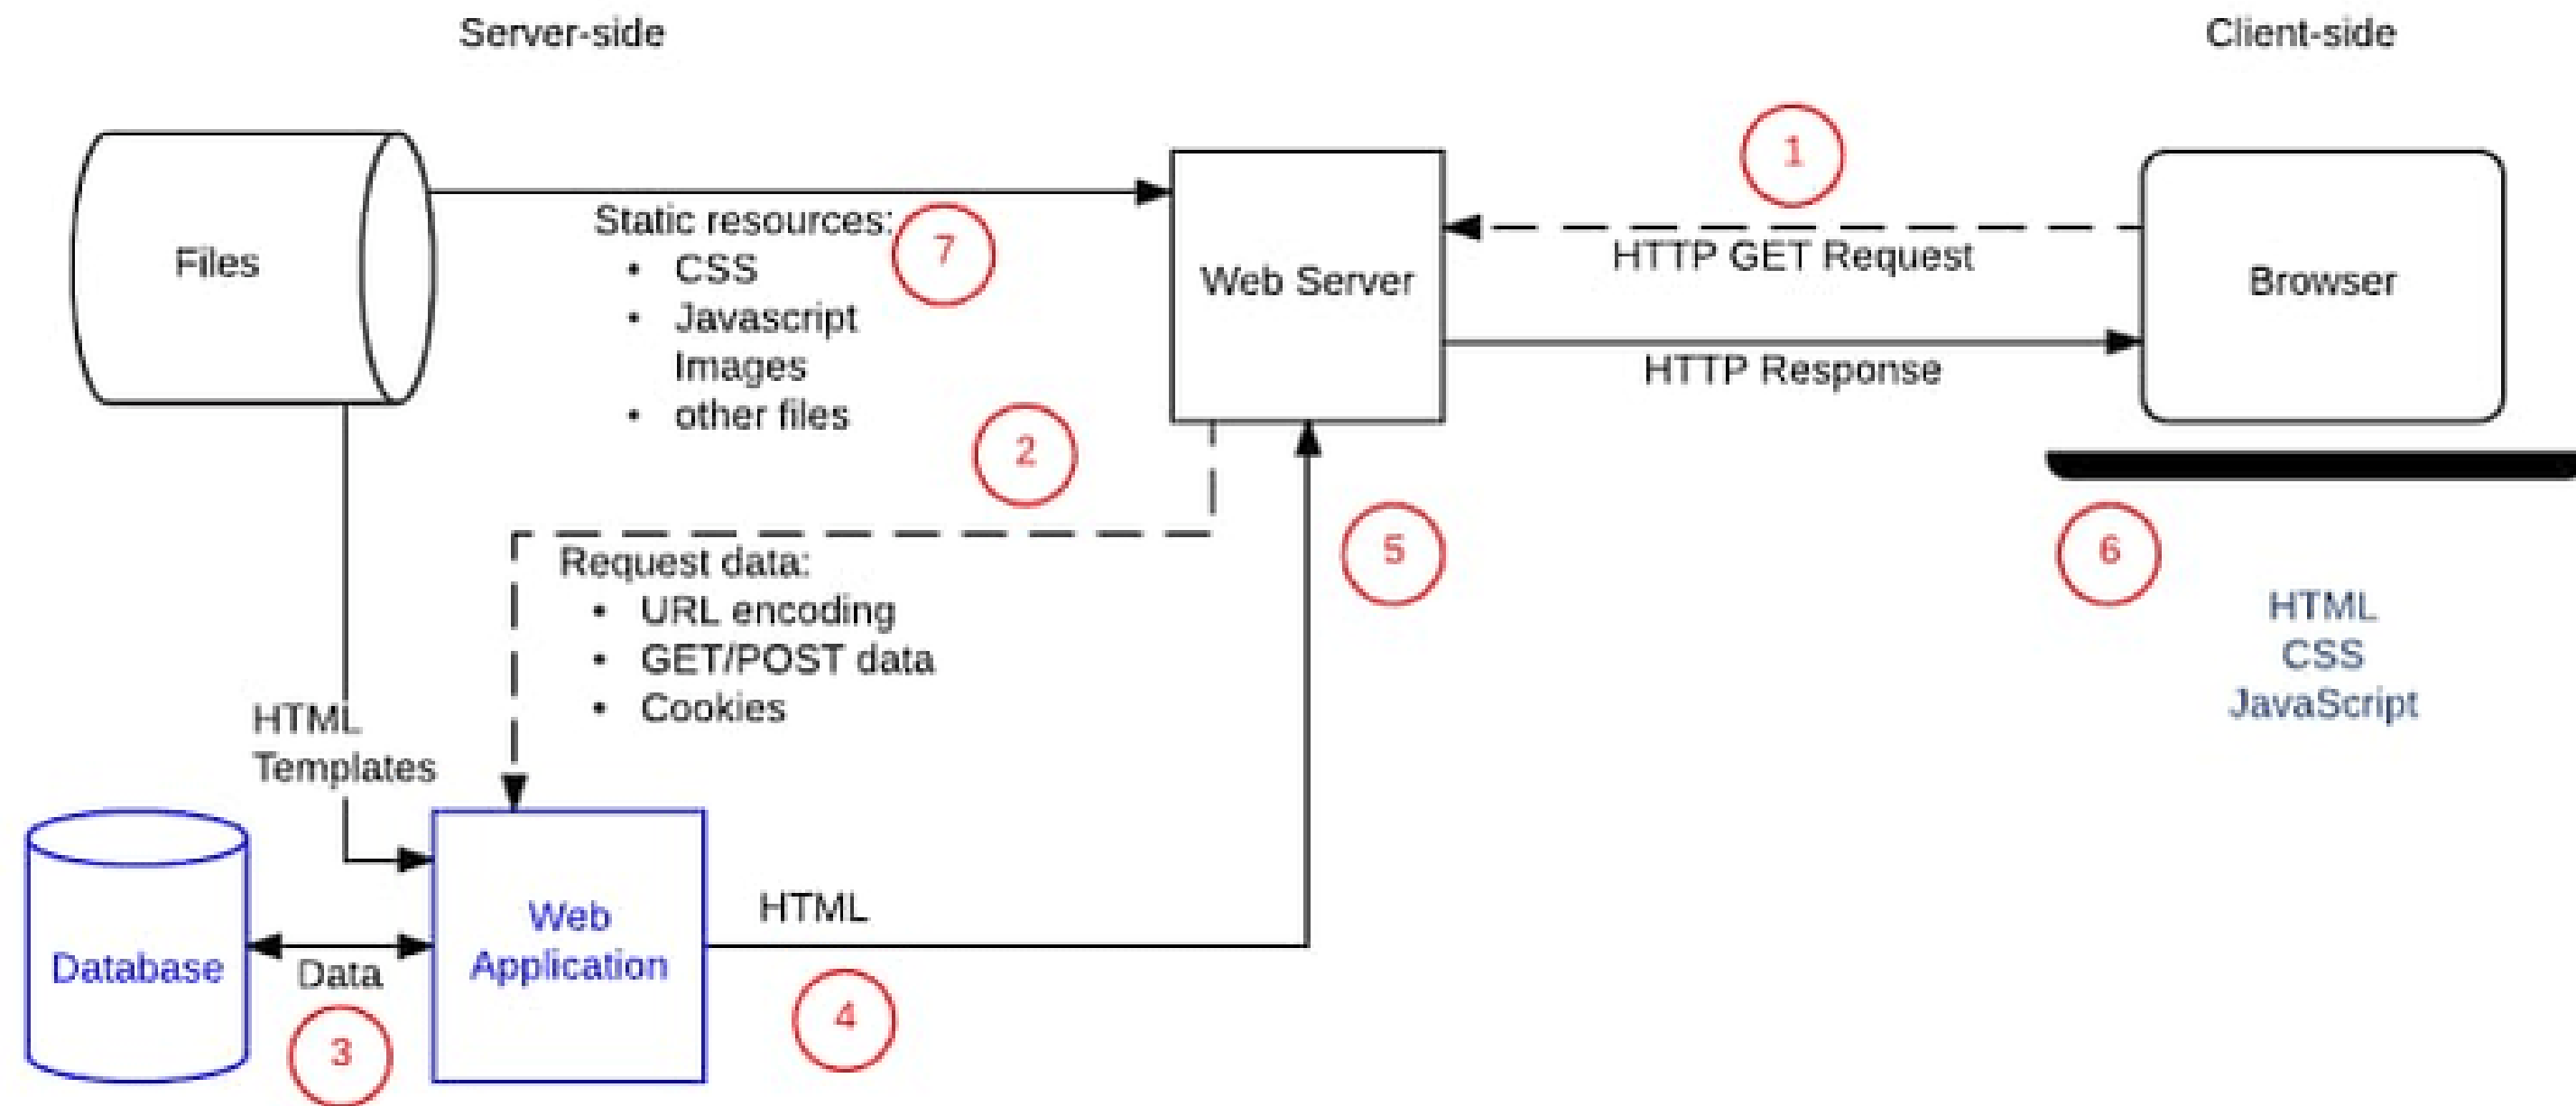 Server-side
Client-side
1
Files
Static resources:
• CSS
• Javascript
Images
• other files
7
Web Server
HTTP GET Request
HTTP Response
Browser
2
5
6
Request data:
• URL encoding
• GET/POST data
• Cookies
HTML
CSS
JavaScript
HTML
Templates
Database
Data
3
Web
Application
HTML
4